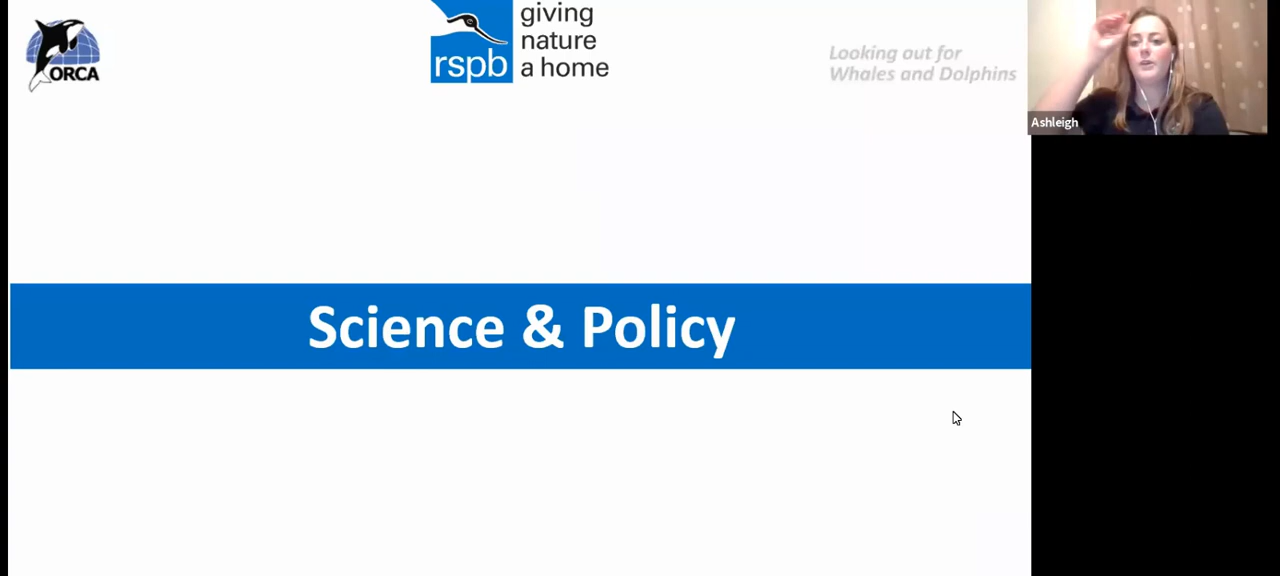 ORCA
rspb
giving
nature
a home
Looking out for
Whales and Dolphins
Ashleigh
Science & Policy